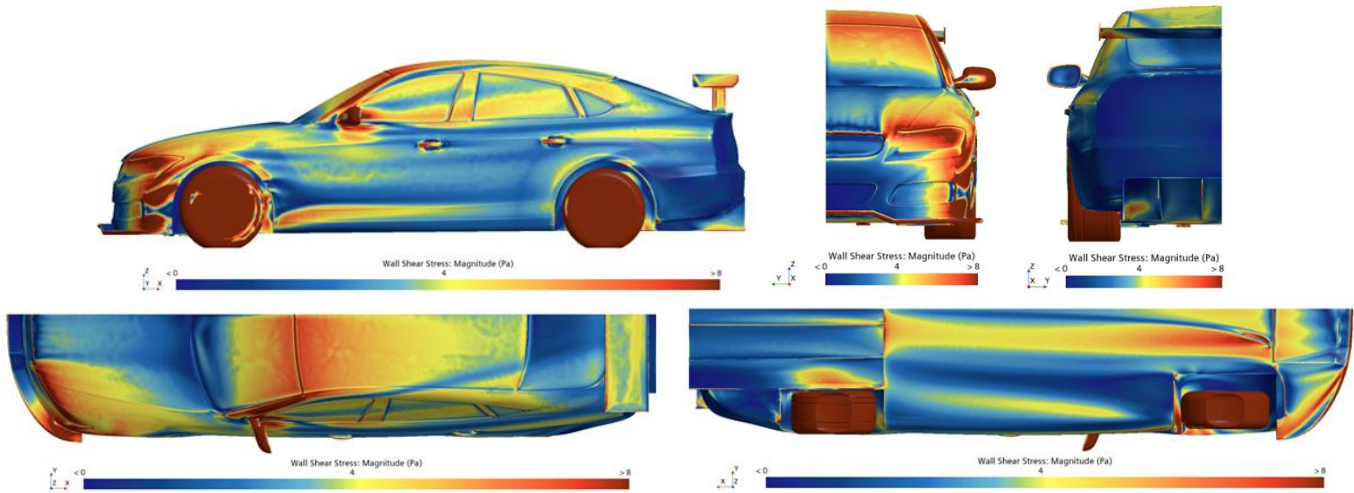 Wall Shear Stress: Magnitude (Pa)
< 0 4 > 8
Z
Y X
Wall Shear Stress: Magnitude (Pa)
< 0 4 > 8
Z
Y X
Wall Shear Stress: Magnitude (Pa)
< 0 4 > 8
Z
X Y
Wall Shear Stress: Magnitude (Pa)
< 0 4 > 8
Y
Z X
Wall Shear Stress: Magnitude (Pa)
< 0 4 > 8
Y
X Z